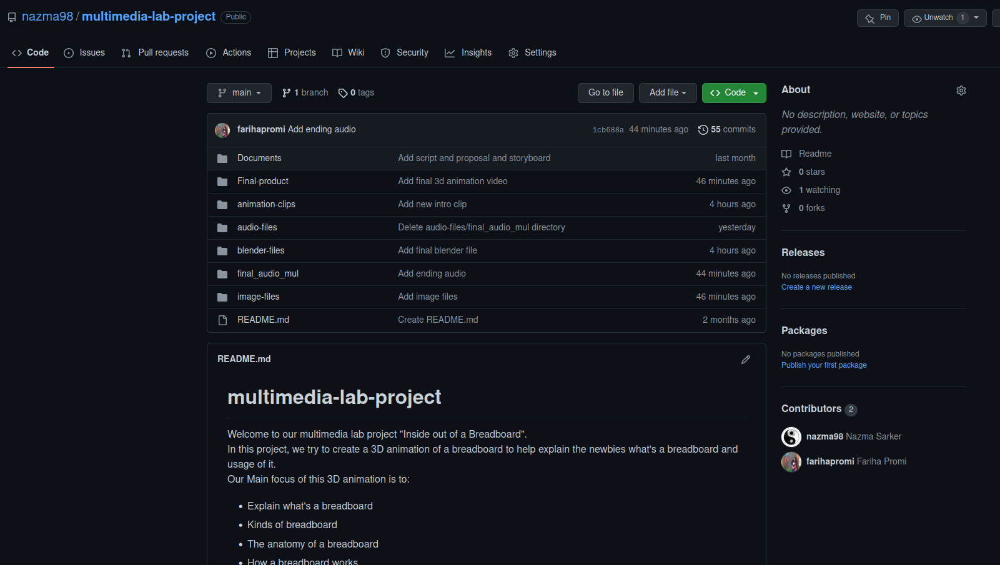 nazma98 / multimedia-lab-project Public
Pin Unwatch 1
Code Issues Pull requests Actions Projects Wiki Security Insights Settings
main 1 branch 0 tags Go to file Add file Code
farihapromi Add ending audio 1cb688a 44 minutes ago 55 commits
Documents Add script and proposal and storyboard last month
Final-product Add final 3d animation video 46 minutes ago
animation-clips Add new intro clip 4 hours ago
audio-files Delete audio-files/final_audio_mul directory yesterday
blender-files Add final blender file 4 hours ago
final_audio_mul Add ending audio 44 minutes ago
image-files Add image files 46 minutes ago
README.md Create README.md 2 months ago
README.md
multimedia-lab-project
Welcome to our multimedia lab project "Inside out of a Breadboard".
In this project, we try to create a 3D animation of a breadboard to help explain the newbies what's a breadboard and
usage of it.
Our Main focus of this 3D animation is to:
• Explain what's a breadboard
• Kinds of breadboard
• The anatomy of a breadboard
• How a breadboard works
About
No description, website, or topics
provided.
Readme
0 stars
1 watching
0 forks
Releases
No releases published
Create a new release
Packages
No packages published
Publish your first package
Contributors 2
nazma98 Nazma Sarker
farihapromi Fariha Promi